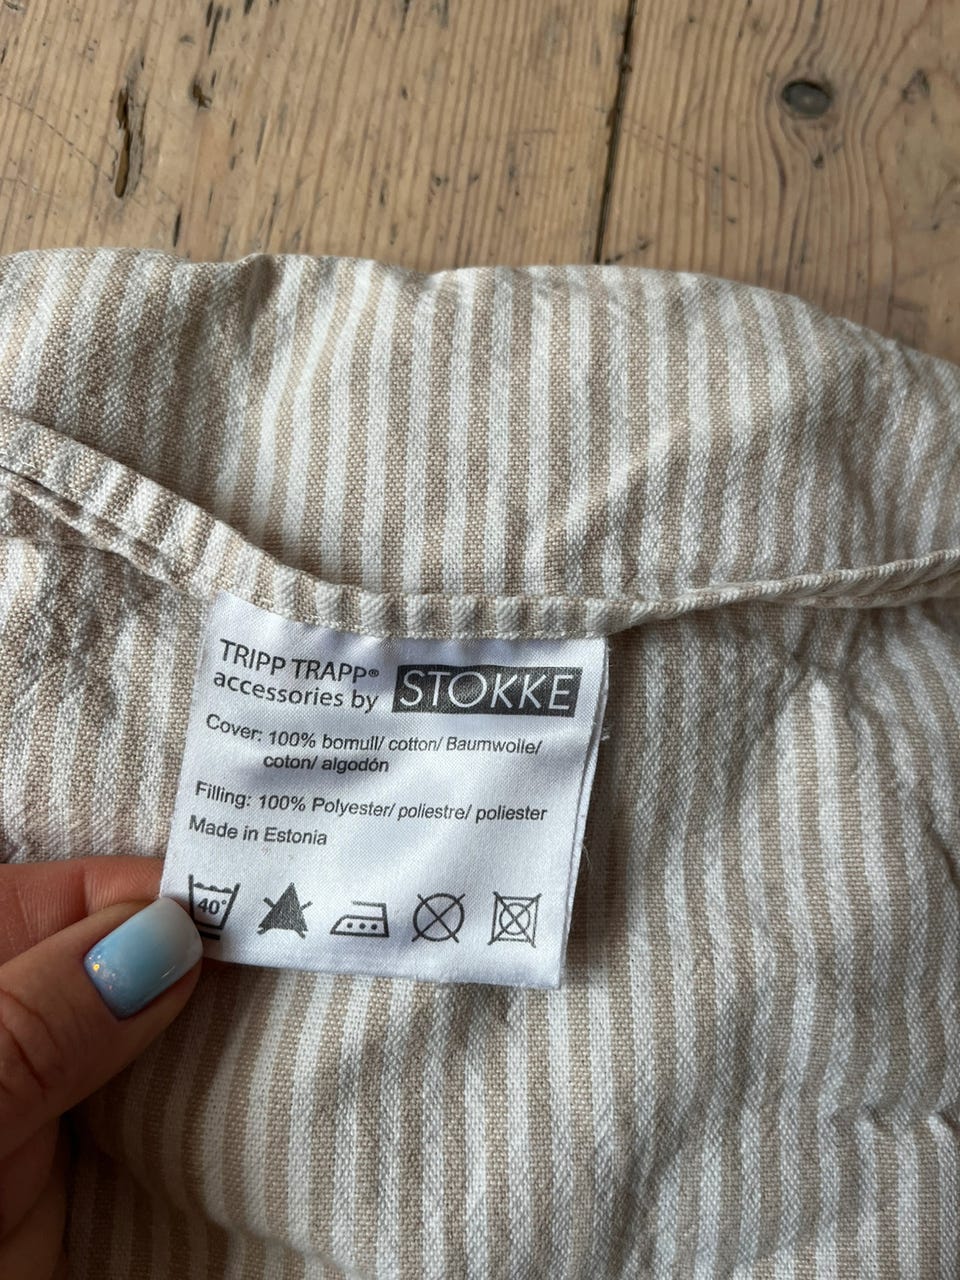 TRIPP TRAPP®
accessories by STOKKE
Cover: 100% bomull/ cotton/ Baumwolle/
coton/ algodón
Filling: 100% Polyester/ poliestre/ poliester
Made in Estonia
40°